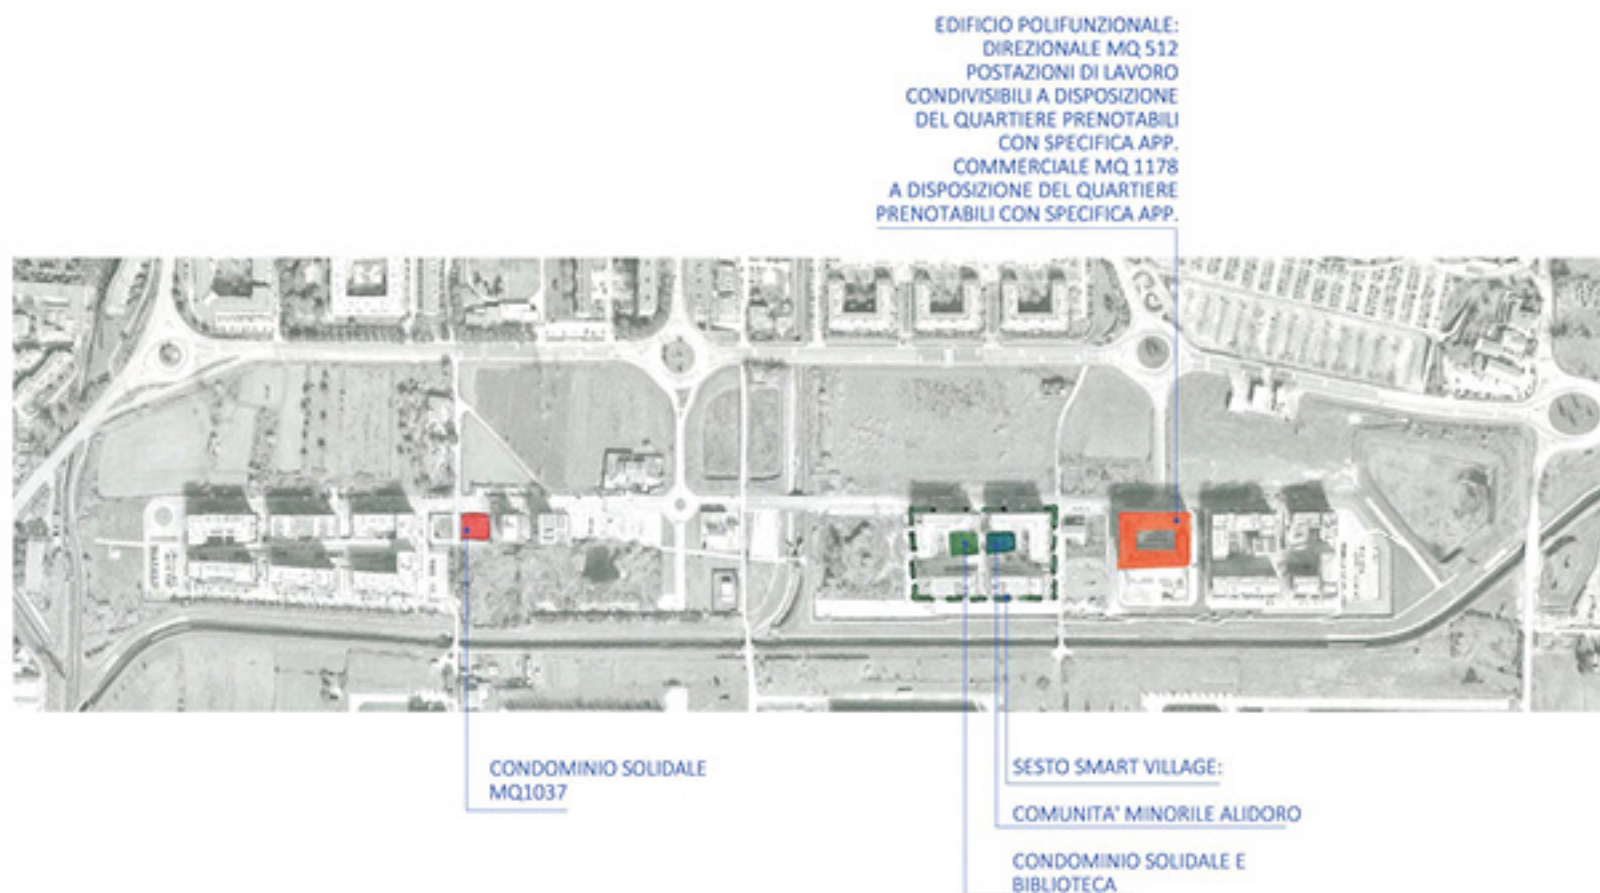 EDIFICIO POLIFUNZIONALE:
DIREZIONALE MQ 512
POSTAZIONI DI LAVORO
CONDIVISIBILI A DISPOSIZIONE
DEL QUARTIERE PRENOTABILI
CON SPECIFICA APP.
COMMERCIALE MQ 1178
A DISPOSIZIONE DEL QUARTIERE
PRENOTABILI CON SPECIFICA APP.
CONDOMINIO SOLIDALE
MQ1037
SESTO SMART VILLAGE:
COMUNITA' MINORILE ALIDORO
CONDOMINIO SOLIDALE E
BIBLIOTECA